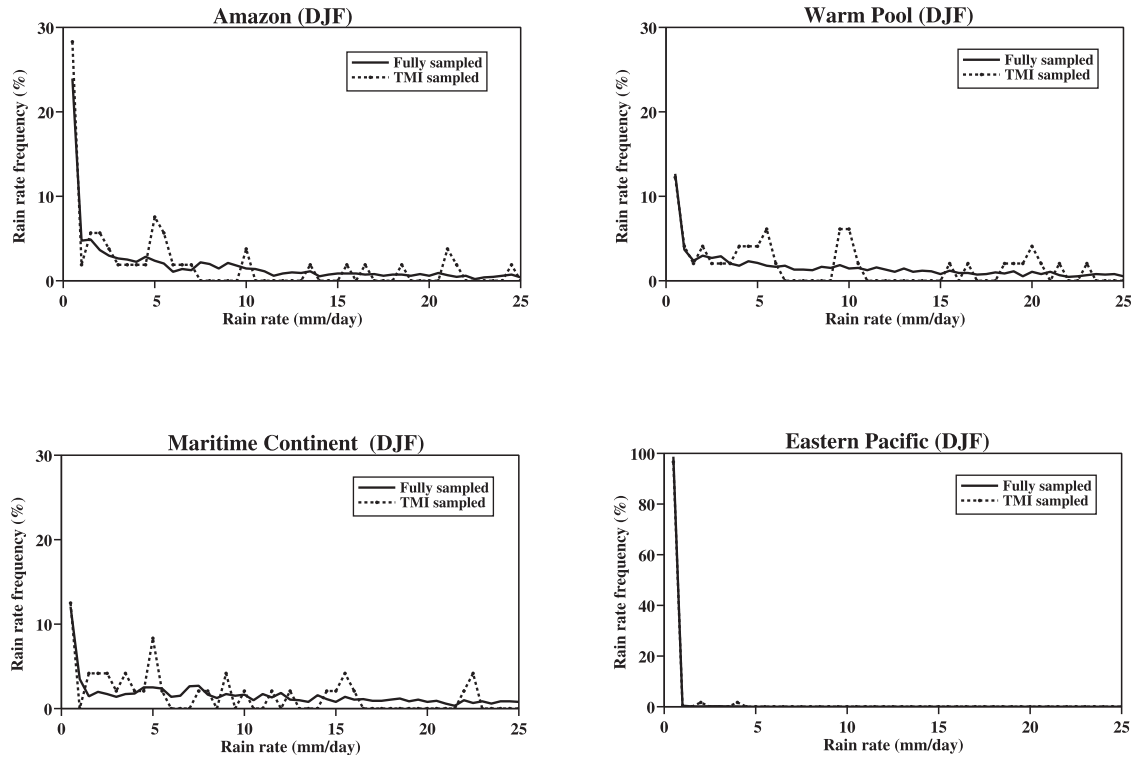 Amazon (DJF)
30
20
10
0
Rain rate frequency (%)
Fully sampled
TMI sampled
0 5 10 15 20 25
Rain rate (mm/day)
Warm Pool (DJF)
30
20
10
0
Rain rate frequency (%)
Fully sampled
TMI sampled
0 5 10 15 20 25
Rain rate (mm/day)
Maritime Continent (DJF)
30
20
10
0
Rain rate frequency (%)
Fully sampled
TMI sampled
0 5 10 15 20 25
Rain rate (mm/day)
Eastern Pacific (DJF)
100
80
60
40
20
0
Rain rate frequency (%)
Fully sampled
TMI sampled
0 5 10 15 20 25
Rain rate (mm/day)